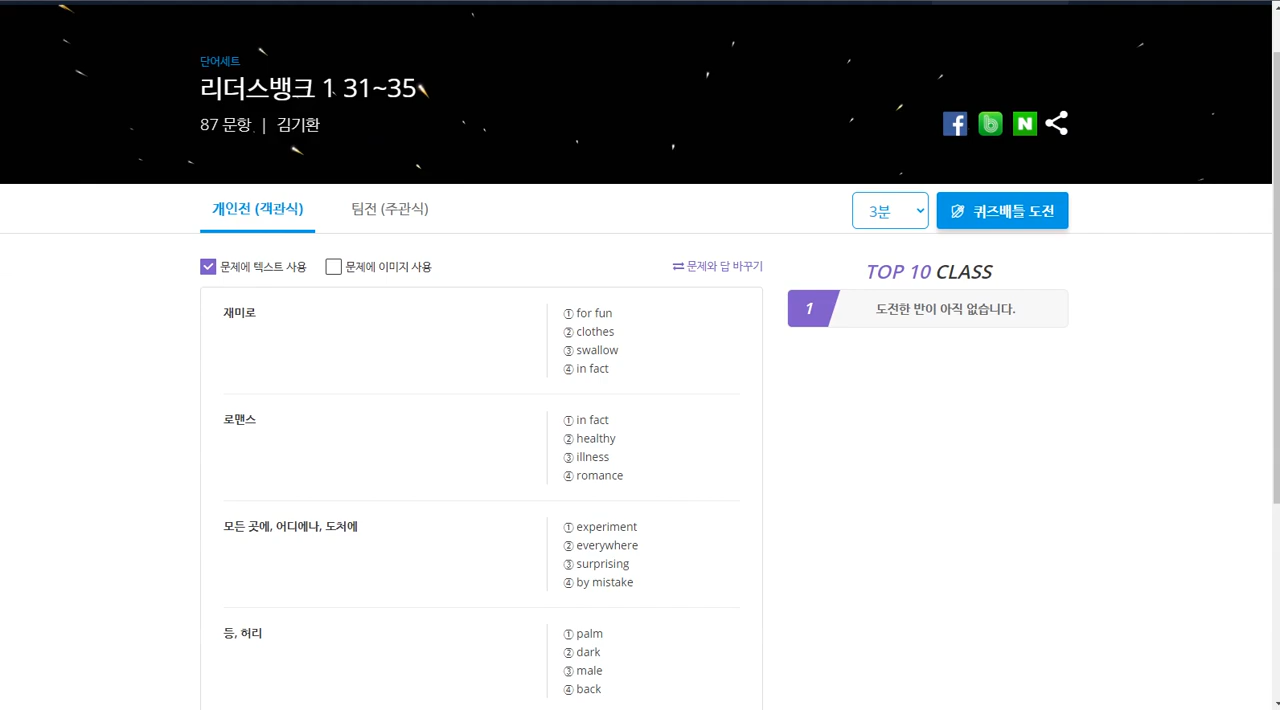 단어세트
리더스뱅크 1 31~35
87 문항 | 김기환
개인전 (객관식)
팀전 (주관식)
3분
퀴즈배틀 도전
문제에 텍스트 사용
문제에 이미지 사용
문제와 답 바꾸기
재미로
① for fun
② clothes
③ swallow
④ in fact
로맨스
① in fact
② healthy
③ illness
④ romance
모든 곳에, 어디에나, 도처에
① experiment
② everywhere
③ surprising
④ by mistake
등, 허리
① palm
② dark
③ male
④ back
TOP 10 CLASS
1 도전한 반이 아직 없습니다.